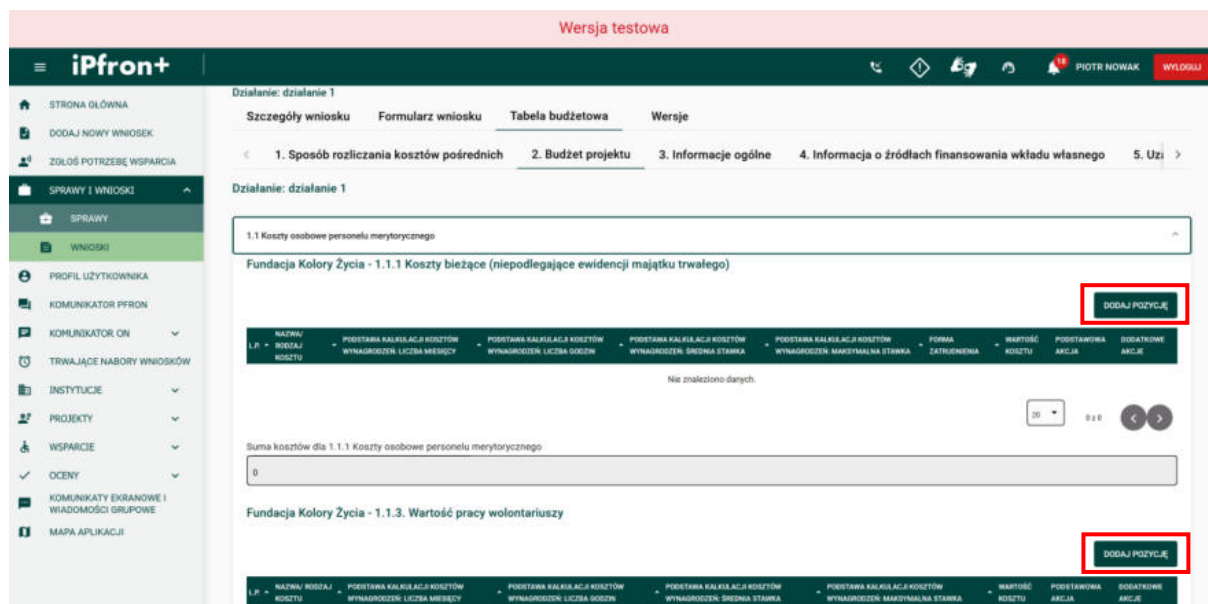 Wersja testowa
iPfron+
18
PIOTR NOWAK
WYLOGUJ
STRONA GŁÓWNA
DODAJ NOWY WNIOSEK
ZGŁOŚ POTRZEBĘ WSPARCIA
SPRAWY I WNIOSKI
SPRAWY
WNIOSKI
PROFIL UŻYTKOWNIKA
KOMUNIKATOR PFRON
KOMUNIKATOR ON
TRWAJĄCE NABORY WNIOSKÓW
INSTYTUCJE
PROJEKTY
WSPARCIE
OCENY
KOMUNIKATY EKRANOWE I
WIADOMOŚCI GRUPOWE
MAPA APLIKACJI
Działanie: działanie 1
Szczegóły wniosku Formularz wniosku Tabela budżetowa Wersje
1. Sposób rozliczania kosztów pośrednich 2. Budżet projektu 3. Informacje ogólne 4. Informacja o źródłach finansowania wkładu własnego 5. Uzi
Działanie: działanie 1
1.1 Koszty osobowe personelu merytorycznego
Fundacja Kolory Życia - 1.1.1 Koszty bieżące (niepodlegające ewidencji majątku trwałego)
DODAJ POZYCJĘ
L.P. NAZWA/ RODZAJ KOSZTU PODSTAWA KALKULACJI KOSZTÓW WYNAGRODZEŃ: LICZBA MIESIĘCY PODSTAWA KALKULACJI KOSZTÓW WYNAGRODZEŃ: LICZBA GODZIN PODSTAWA KALKULACJI KOSZTÓW WYNAGRODZEŃ: ŚREDNIA STAWKA PODSTAWA KALKULACJI KOSZTÓW WYNAGRODZEŃ: MAKSYMALNA STAWKA FORMA ZATRUDNIENIA WARTOŚĆ KOSZTU PODSTAWOWA AKCJA DODATKOWE AKCJE
Nie znaleziono danych.
20 0 z 0
Suma kosztów dla 1.1.1 Koszty osobowe personelu merytorycznego
0
Fundacja Kolory Życia - 1.1.3. Wartość pracy wolontariuszy
DODAJ POZYCJĘ
L.P. NAZWA/ RODZAJ KOSZTU PODSTAWA KALKULACJI KOSZTÓW WYNAGRODZEŃ: LICZBA MIESIĘCY PODSTAWA KALKULACJI KOSZTÓW WYNAGRODZEŃ: LICZBA GODZIN PODSTAWA KALKULACJI KOSZTÓW WYNAGRODZEŃ: ŚREDNIA STAWKA PODSTAWA KALKULACJI KOSZTÓW WYNAGRODZEŃ: MAKSYMALNA STAWKA WARTOŚĆ KOSZTU PODSTAWOWA AKCJA DODATKOWE AKCJE